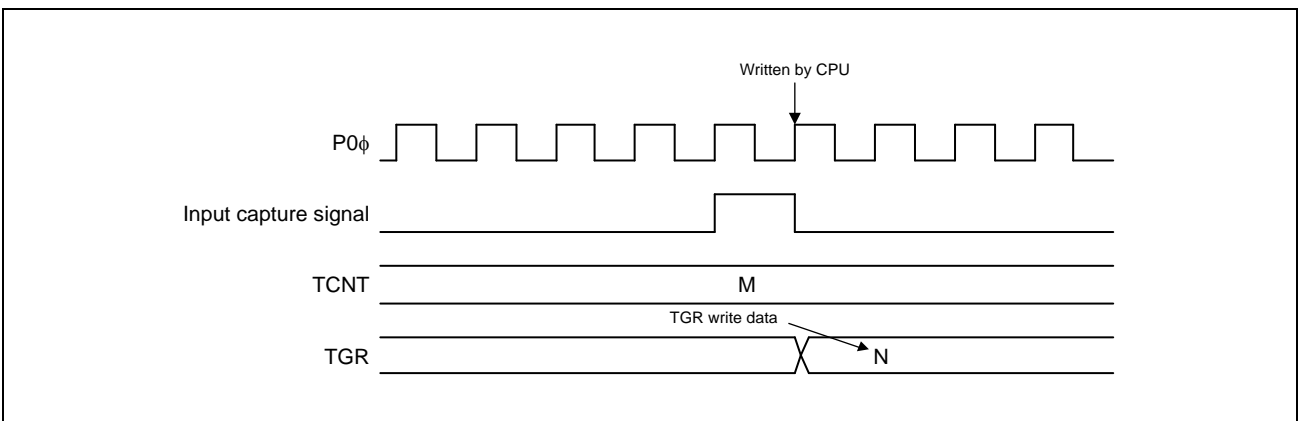 Written by CPU
P0ϕ
Input capture signal
TCNT
M
TGR write data
TGR
N